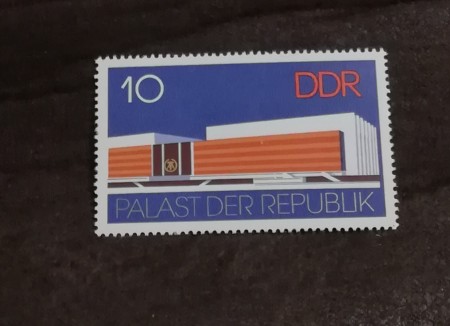 10 DDR
PALAST DER REPUBLIK